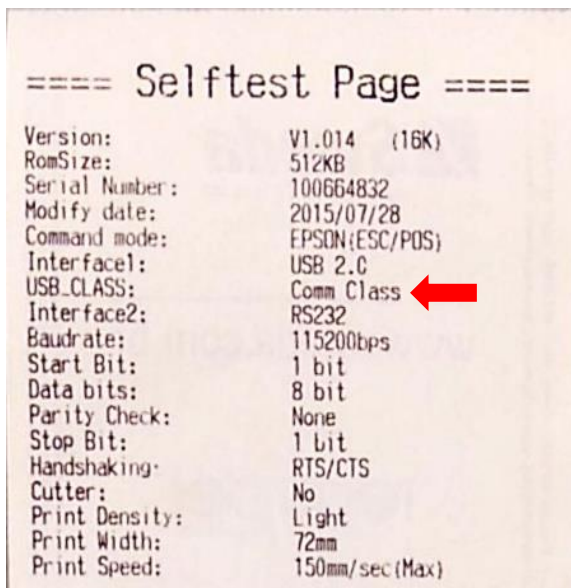 ==== Selftest Page ====
Version: V1.014 (16K)
RomSize: 512KB
Serial Number: 100664832
Modify date: 2015/07/28
Command mode: EPSON(ESC/POS)
Interface1: USB 2.0
USB_CLASS: Comm Class
Interface2: RS232
Baudrate: 115200bps
Start Bit: 1 bit
Data bits: 8 bit
Parity Check: None
Stop Bit: 1 bit
Handshaking: RTS/CTS
Cutter: No
Print Density: Light
Print Width: 72mm
Print Speed: 150mm/sec(Max)